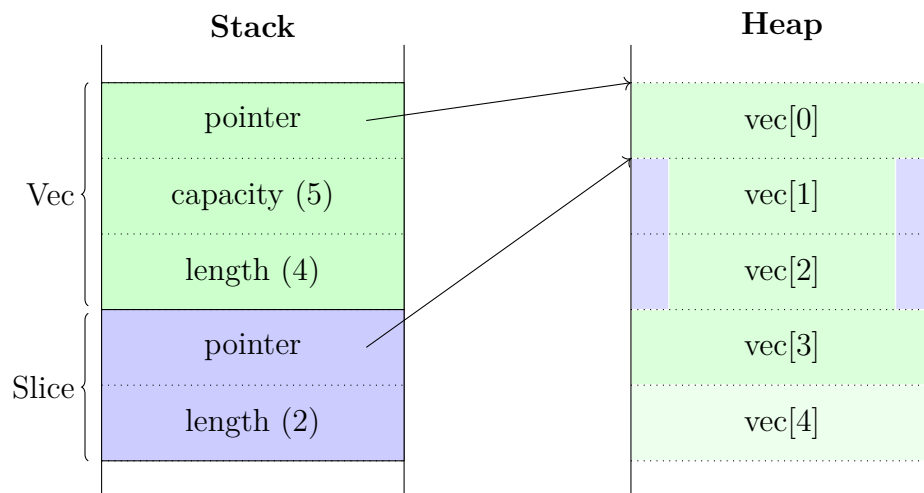 Stack
Heap
Vec
pointer
capacity (5)
length (4)
Slice
pointer
length (2)
vec[0]
vec[1]
vec[2]
vec[3]
vec[4]